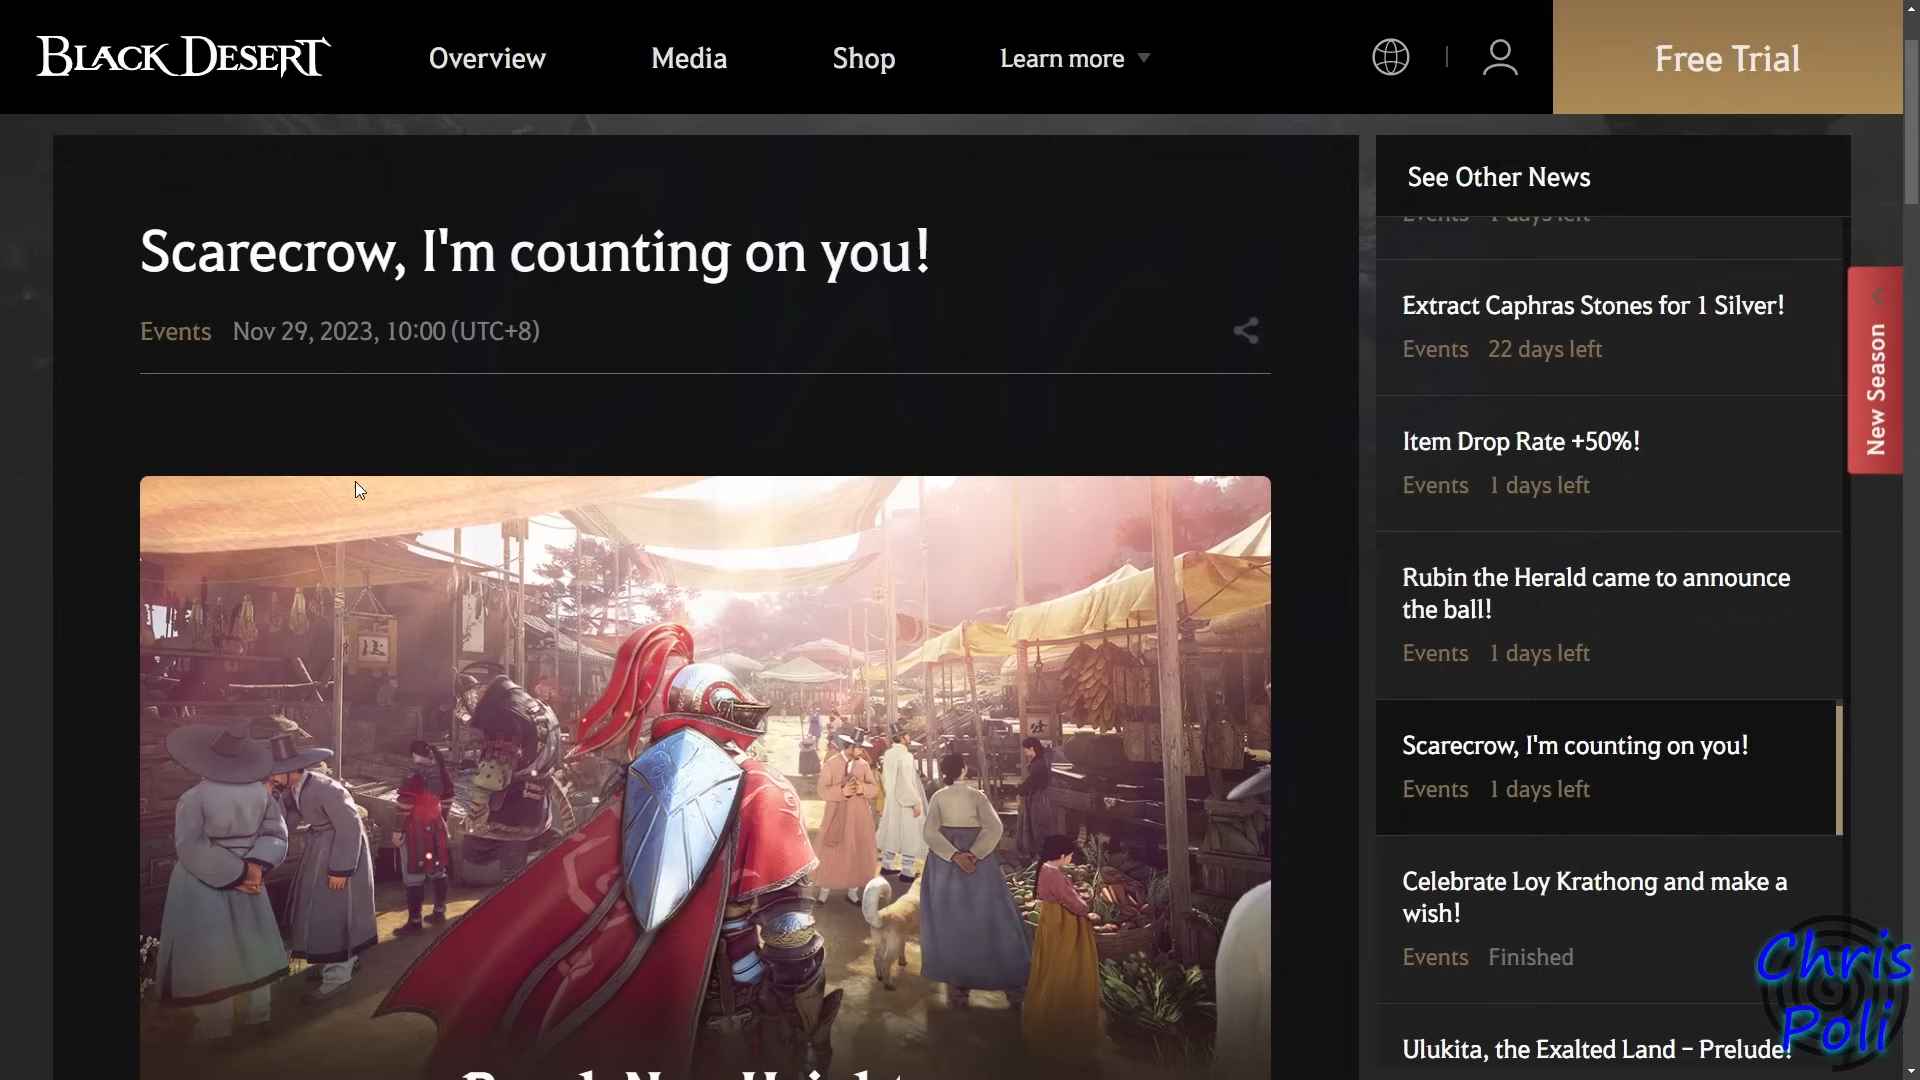 BLACK DESERT
Overview
Media
Shop
Learn more
Free Trial
Scarecrow, I'm counting on you!
Events Nov 29, 2023, 10:00 (UTC+8)
See Other News
Events 1 days left
Extract Caphras Stones for 1 Silver!
Events 22 days left
Item Drop Rate +50%!
Events 1 days left
Rubin the Herald came to announce
the ball!
Events 1 days left
Scarecrow, I'm counting on you!
Events 1 days left
Celebrate Loy Krathong and make a
wish!
Events Finished
Ulukita, the Exalted Land – Prelude!
New Season
Chris
Poli